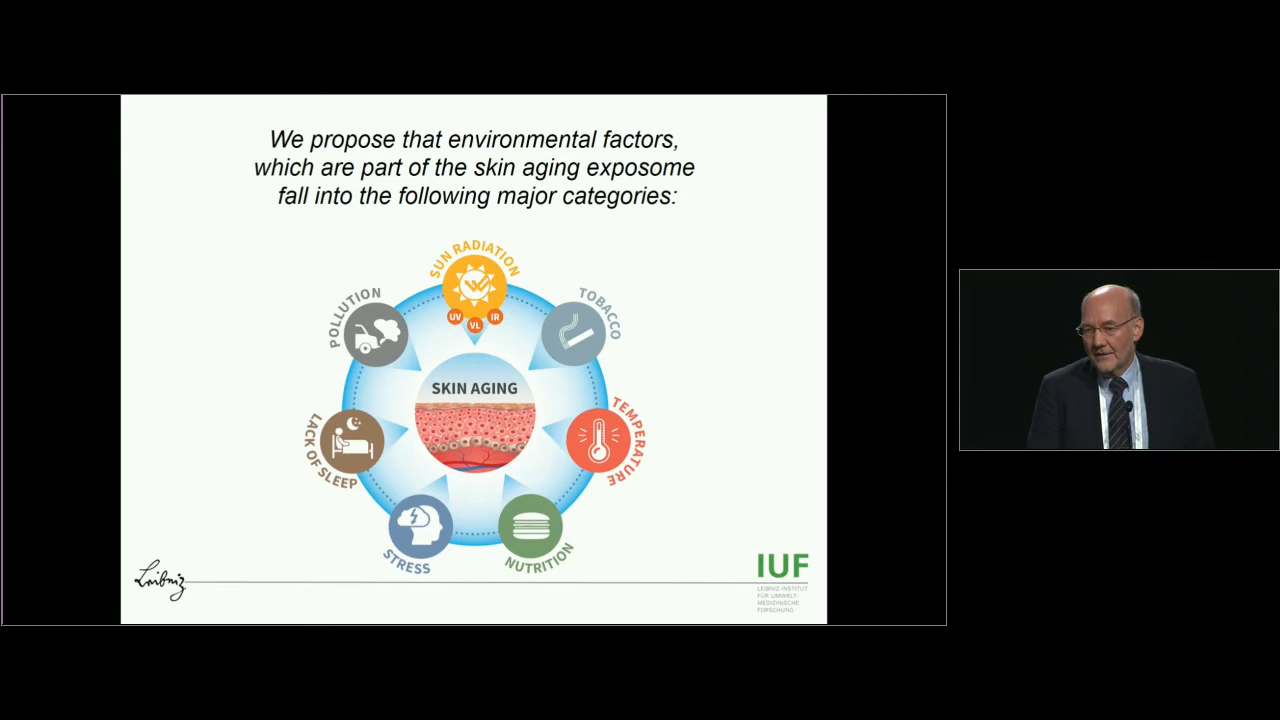 We propose that environmental factors,
which are part of the skin aging exposome
fall into the following major categories:
SUN RADIATION
UV
VL
IR
TOBACCO
TEMPERATURE
NUTRITION
STRESS
LACK OF SLEEP
POLLUTION
SKIN AGING
Leibniz
IUF
LEIBNIZ-INSTITUT
FÜR UMWELT-
MEDIZINISCHE
FORSCHUNG